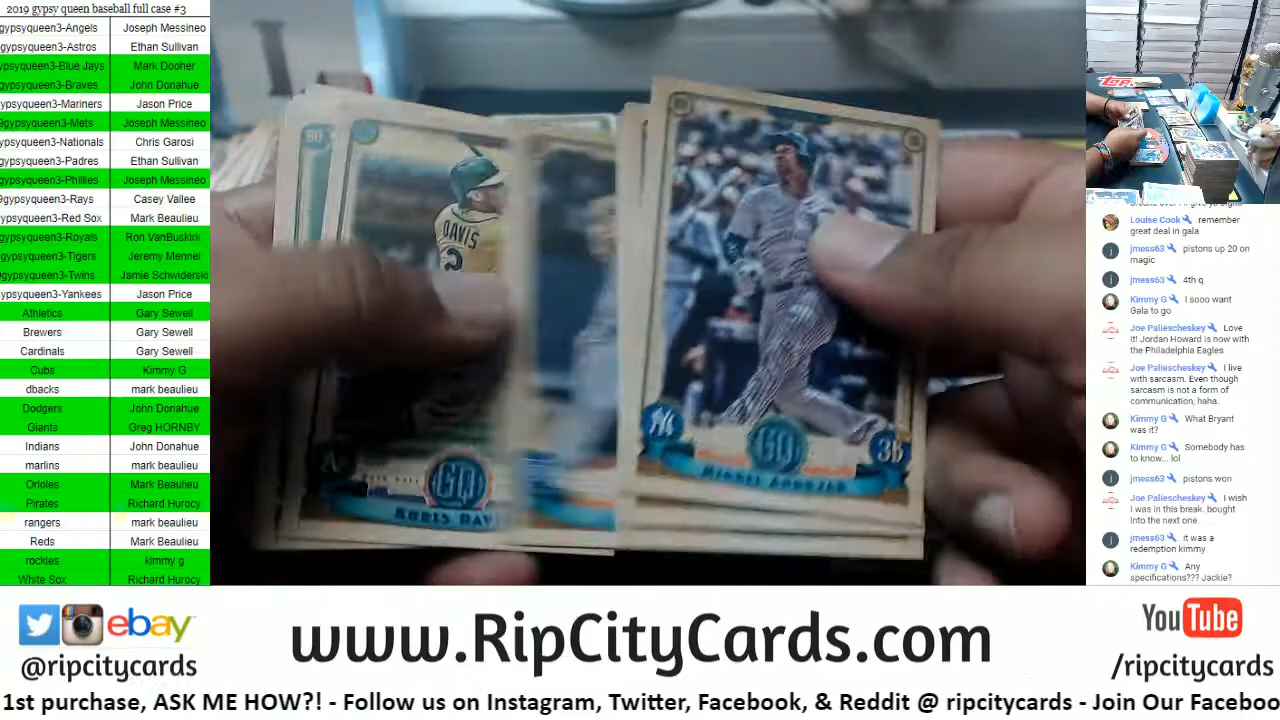 2019 gypsy queen baseball full case #3
gypsyqueen3-Angels Joseph Messineo
gypsyqueen3-Astros Ethan Sullivan
ypsyqueen3-Blue Jays Mark Dooher
gypsyqueen3-Braves John Donahue
ypsyqueen3-Mariners Jason Price
9gypsyqueen3-Mets Joseph Messineo
ypsyqueen3-Nationals Chris Garosi
gypsyqueen3-Padres Ethan Sullivan
gypsyqueen3-Phillies Joseph Messineo
9gypsyqueen3-Rays Casey Vallee
ypsyqueen3-Red Sox Mark Beaulieu
gypsyqueen3-Royals Ron VanBuskirk
gypsyqueen3-Tigers Jeremy Mennel
gypsyqueen3-Twins Jamie Schwiderski
ypsyqueen3-Yankees Jason Price
Athletics Gary Sewell
Brewers Gary Sewell
Cardinals Gary Sewell
Cubs Kimmy G
dbacks mark beaulieu
Dodgers John Donahue
Giants Greg HORNBY
Indians John Donahue
marlins mark beaulieu
Orioles Mark Beaulieu
Pirates Richard Hurocy
rangers mark beaulieu
Reds Mark Beaulieu
rockies kimmy g
White Sox Richard Hurocy
DAVIS
GQ
GQ
3B
Louise Cook remember
great deal in gala
jmess63 pistons up 20 on
magic
jmess63 4th q
Kimmy G I sooo want
Gala to go
Joe Paliescheskey Love
it! Jordan Howard is now with
the Philadelphia Eagles
Joe Paliescheskey I live
with sarcasm. Even though
sarcasm is not a form of
communication, haha.
Kimmy G What Bryant
was it?
Kimmy G Somebody has
to know... lol
jmess63 pistons won
Joe Paliescheskey I wish
I was in this break. bought
into the next one.
jmess63 it was a
redemption kimmy
Kimmy G Any
specifications??? Jackie?
ebay
@ripcitycards
www.RipCityCards.com
YouTube
/ripcitycards
1st purchase, ASK ME HOW?! - Follow us on Instagram, Twitter, Facebook, & Reddit @ ripcitycards - Join Our Faceboo